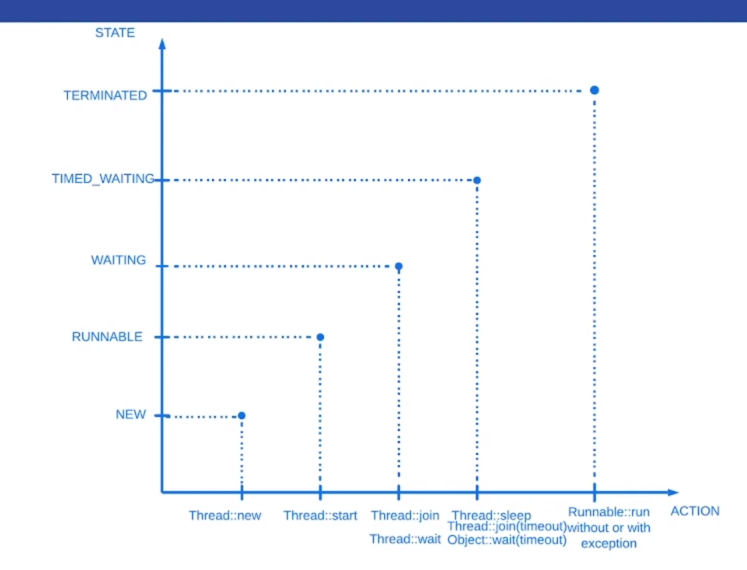 STATE
TERMINATED
TIMED_WAITING
WAITING
RUNNABLE
NEW
Thread::new
Thread::start
Thread::join
Thread::wait
Thread::sleep
Thread::join(timeout)
Object::wait(timeout)
Runnable::run
without or with
exception
ACTION